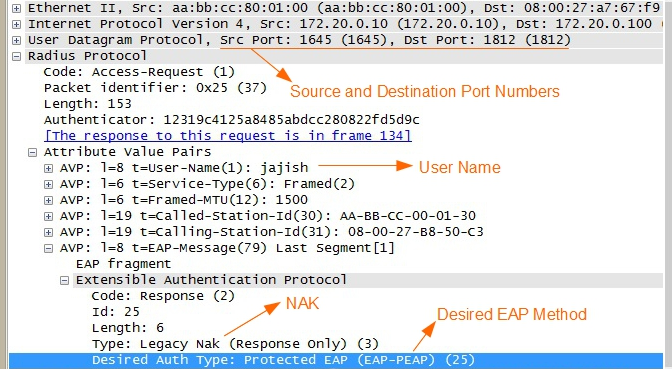 Ethernet II, Src: aa:bb:cc:80:01:00 (aa:bb:cc:80:01:00), Dst: 08:00:27:a7:67:f9
Internet Protocol Version 4, Src: 172.20.0.10 (172.20.0.10), Dst: 172.20.0.100
User Datagram Protocol, Src Port: 1645 (1645), Dst Port: 1812 (1812)
Radius Protocol
Code: Access-Request (1)
Packet identifier: 0x25 (37)
Source and Destination Port Numbers
Length: 153
Authenticator: 12319c4125a8485abdcc280822fd5d9c
[The response to this request is in frame 134]
Attribute Value Pairs
AVP: l=8 t=User-Name(1): jajish
User Name
AVP: l=6 t=Service-Type(6): Framed(2)
AVP: l=6 t=Framed-MTU(12): 1500
AVP: l=19 t=Called-Station-Id(30): AA-BB-CC-00-01-30
AVP: l=19 t=Calling-Station-Id(31): 08-00-27-B8-50-C3
AVP: l=8 t=EAP-Message(79) Last Segment[1]
EAP fragment
Extensible Authentication Protocol
Code: Response (2)
NAK
Id: 25
Desired EAP Method
Length: 6
Type: Legacy Nak (Response Only) (3)
Desired Auth Type: Protected EAP (EAP-PEAP) (25)